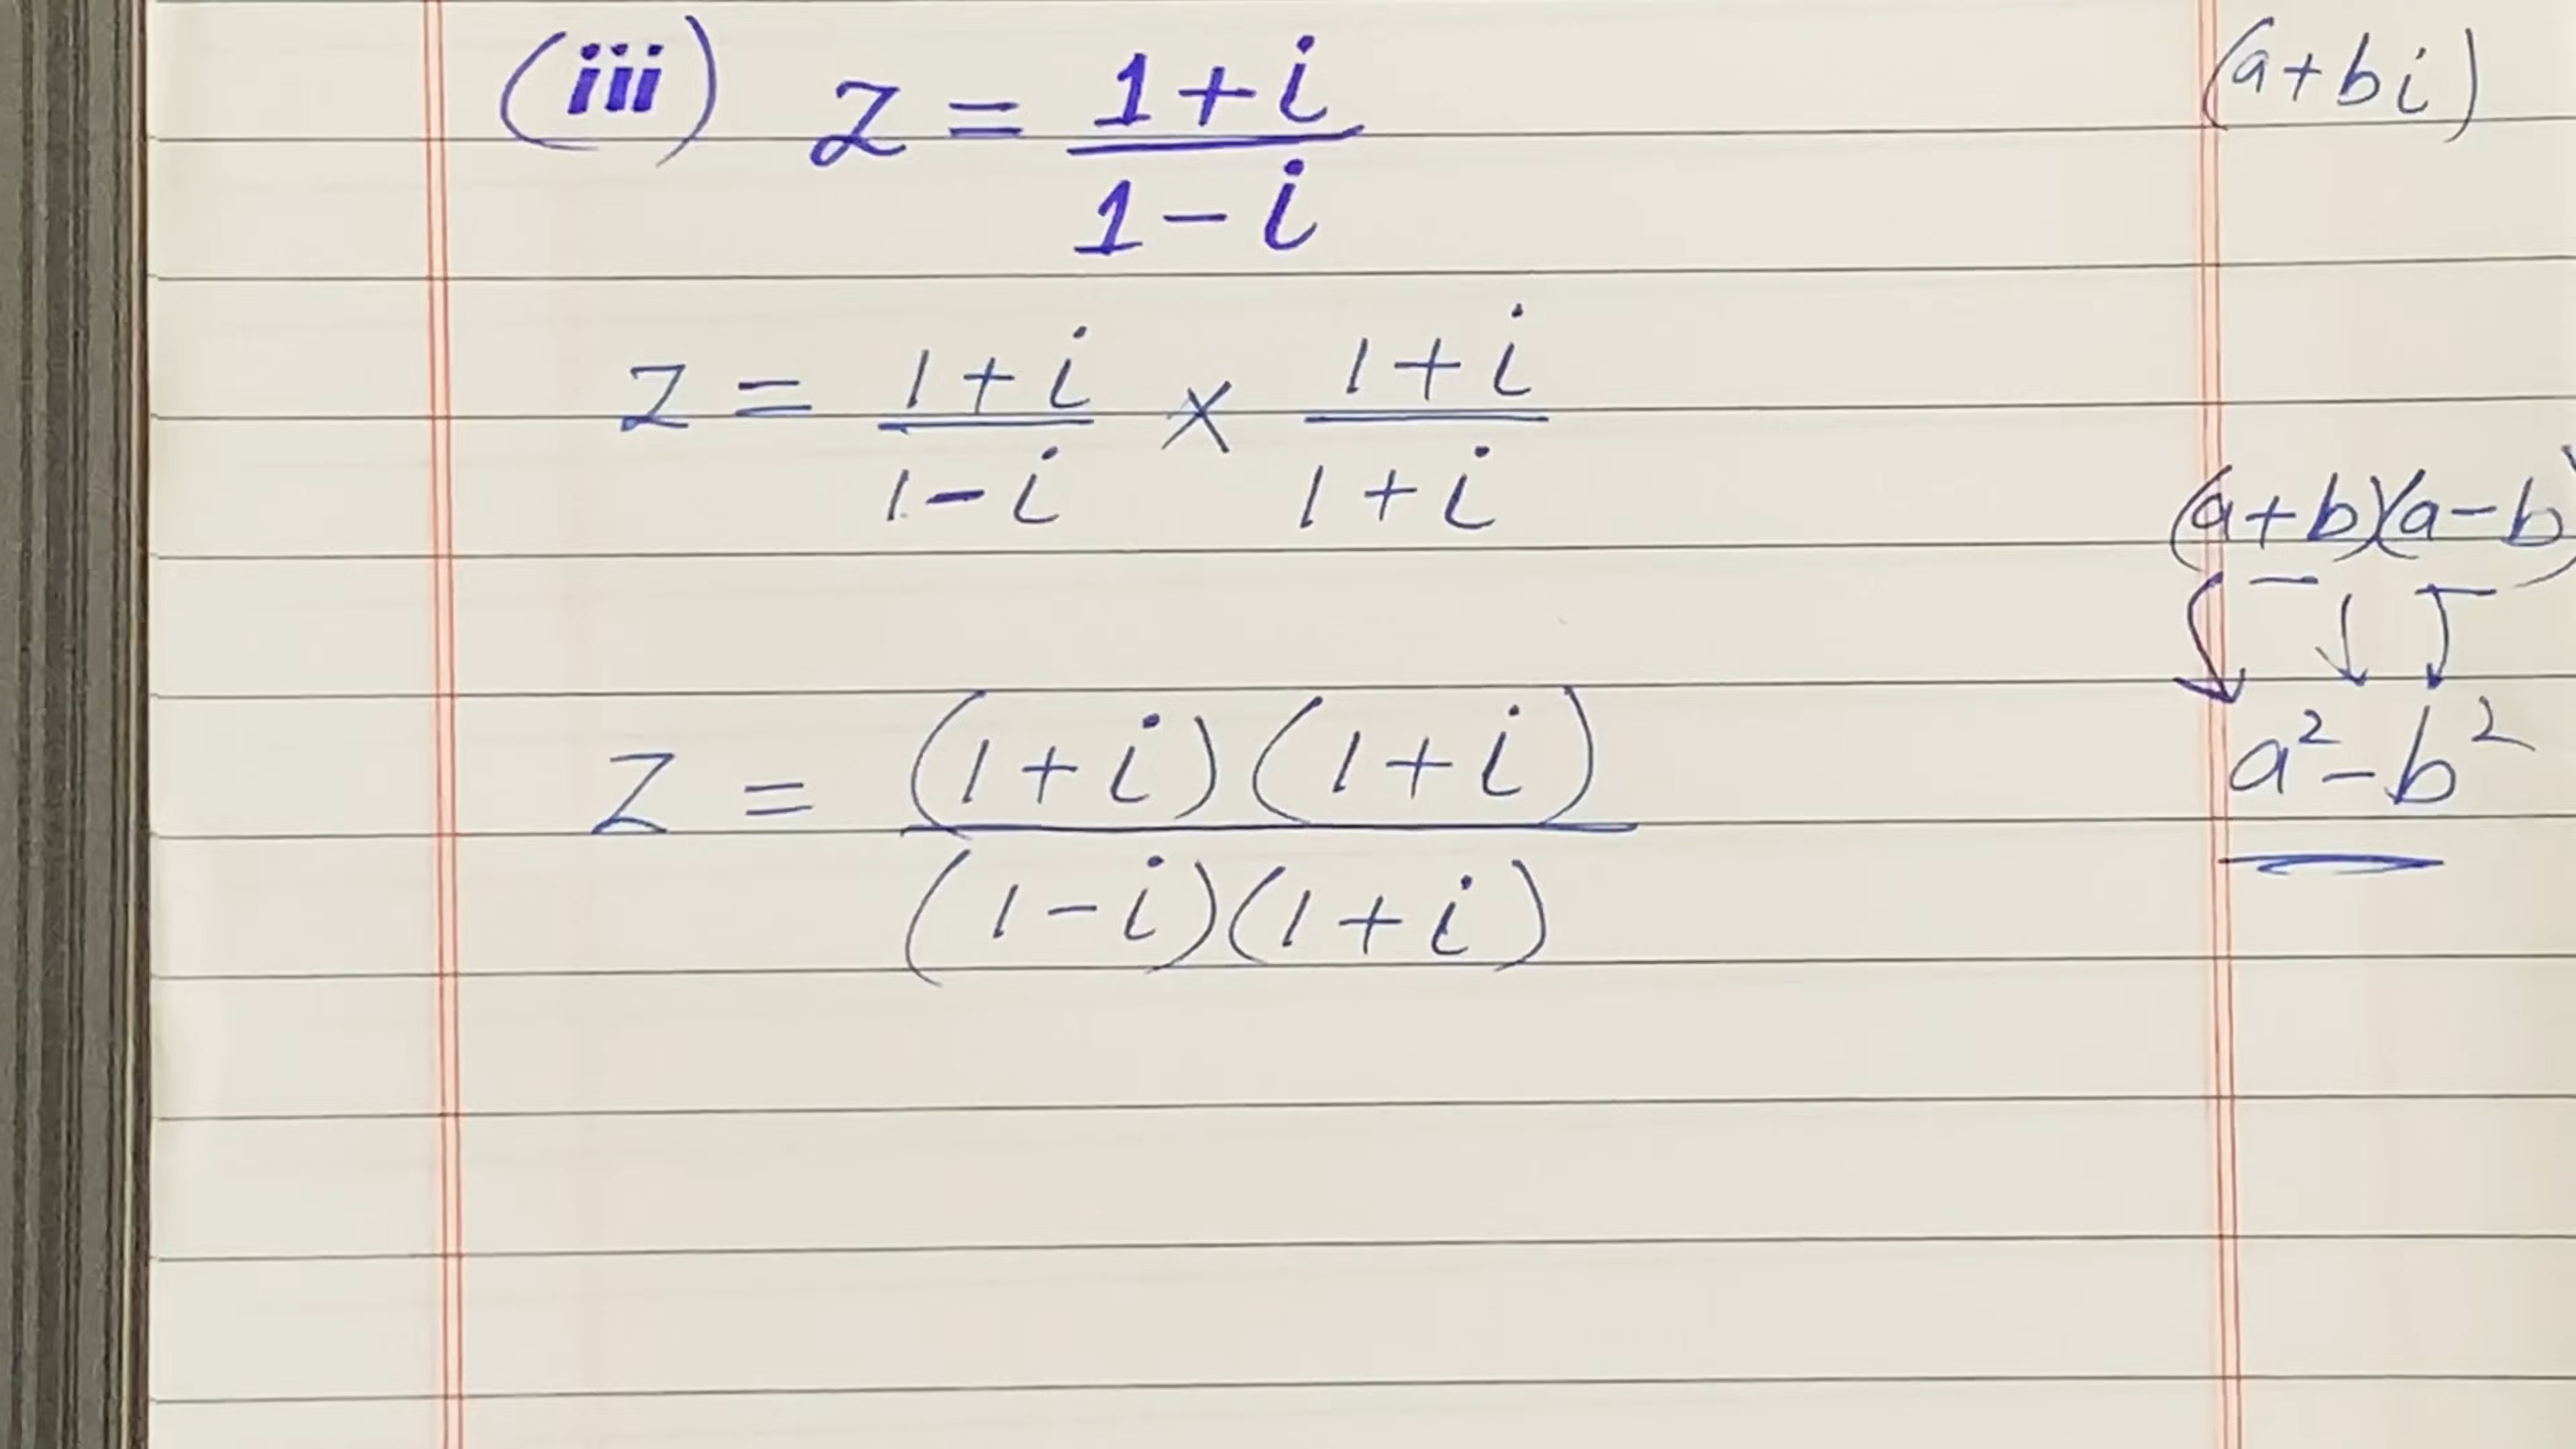 (iii) z = 1+i / 1-i
(a+bi)
z = 1+i / 1-i × 1+i / 1+i
(a+b)(a-b)
z = (1+i)(1+i) / (1-i)(1+i)
a²-b²